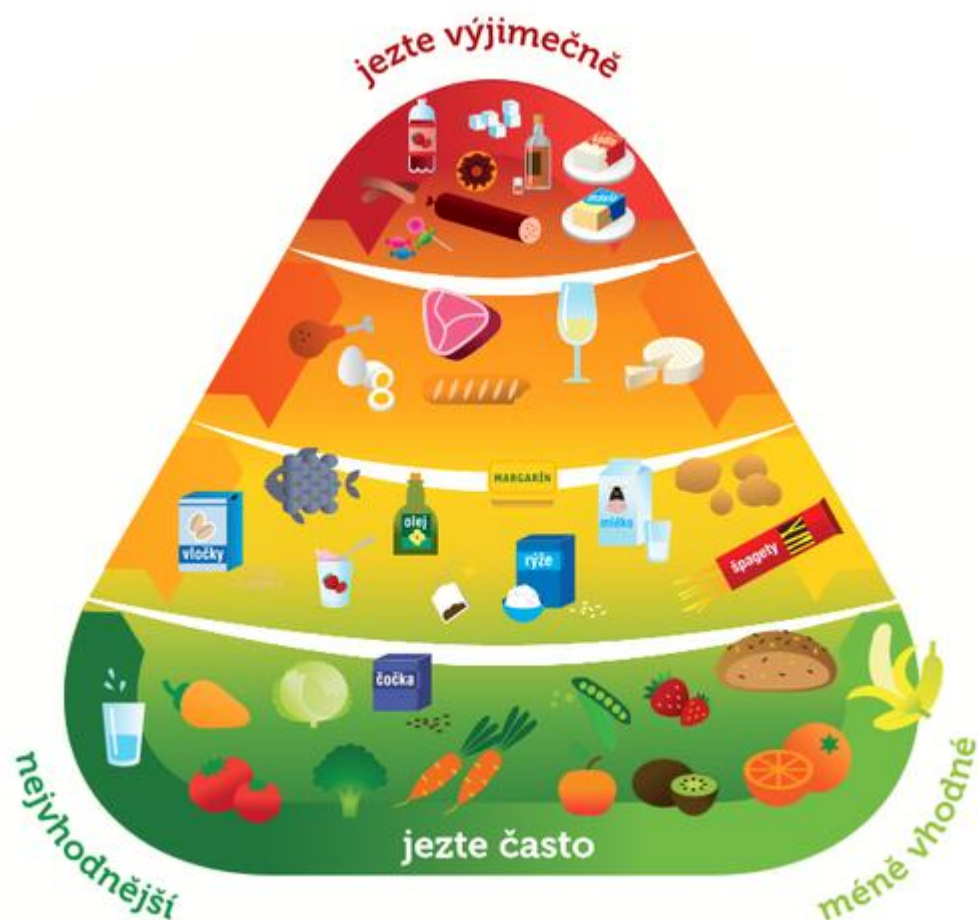 jezte výjimečně
MARGARÍN
olej
mléko
vločky
rýže
špagety
čočka
jezte často
nejvhodnější
méně vhodné